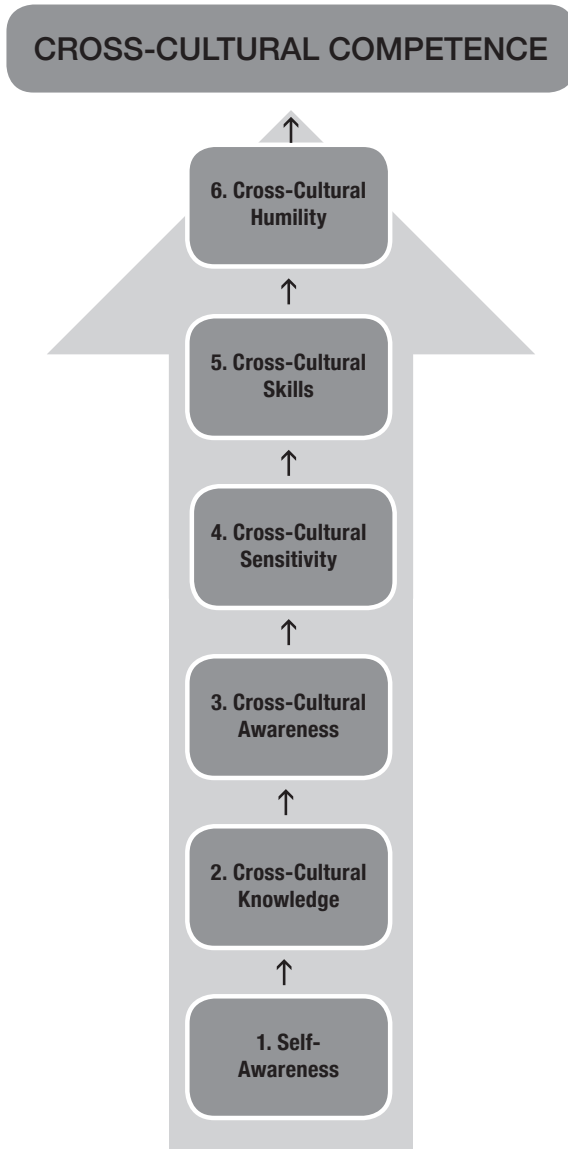 CROSS-CULTURAL COMPETENCE
↑
6. Cross-Cultural
Humility
↑
5. Cross-Cultural
Skills
↑
4. Cross-Cultural
Sensitivity
↑
3. Cross-Cultural
Awareness
↑
2. Cross-Cultural
Knowledge
↑
1. Self-
Awareness